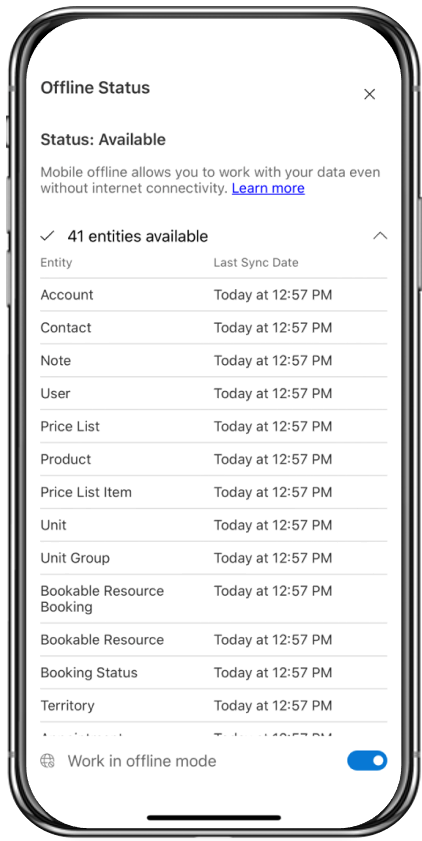 Offline Status
Status: Available
Mobile offline allows you to work with your data even
without internet connectivity. Learn more
41 entities available
Entity Last Sync Date
Account Today at 12:57 PM
Contact Today at 12:57 PM
Note Today at 12:57 PM
User Today at 12:57 PM
Price List Today at 12:57 PM
Product Today at 12:57 PM
Price List Item Today at 12:57 PM
Unit Today at 12:57 PM
Unit Group Today at 12:57 PM
Bookable Resource Today at 12:57 PM
Booking
Bookable Resource Today at 12:57 PM
Booking Status Today at 12:57 PM
Territory Today at 12:57 PM
Work in offline mode